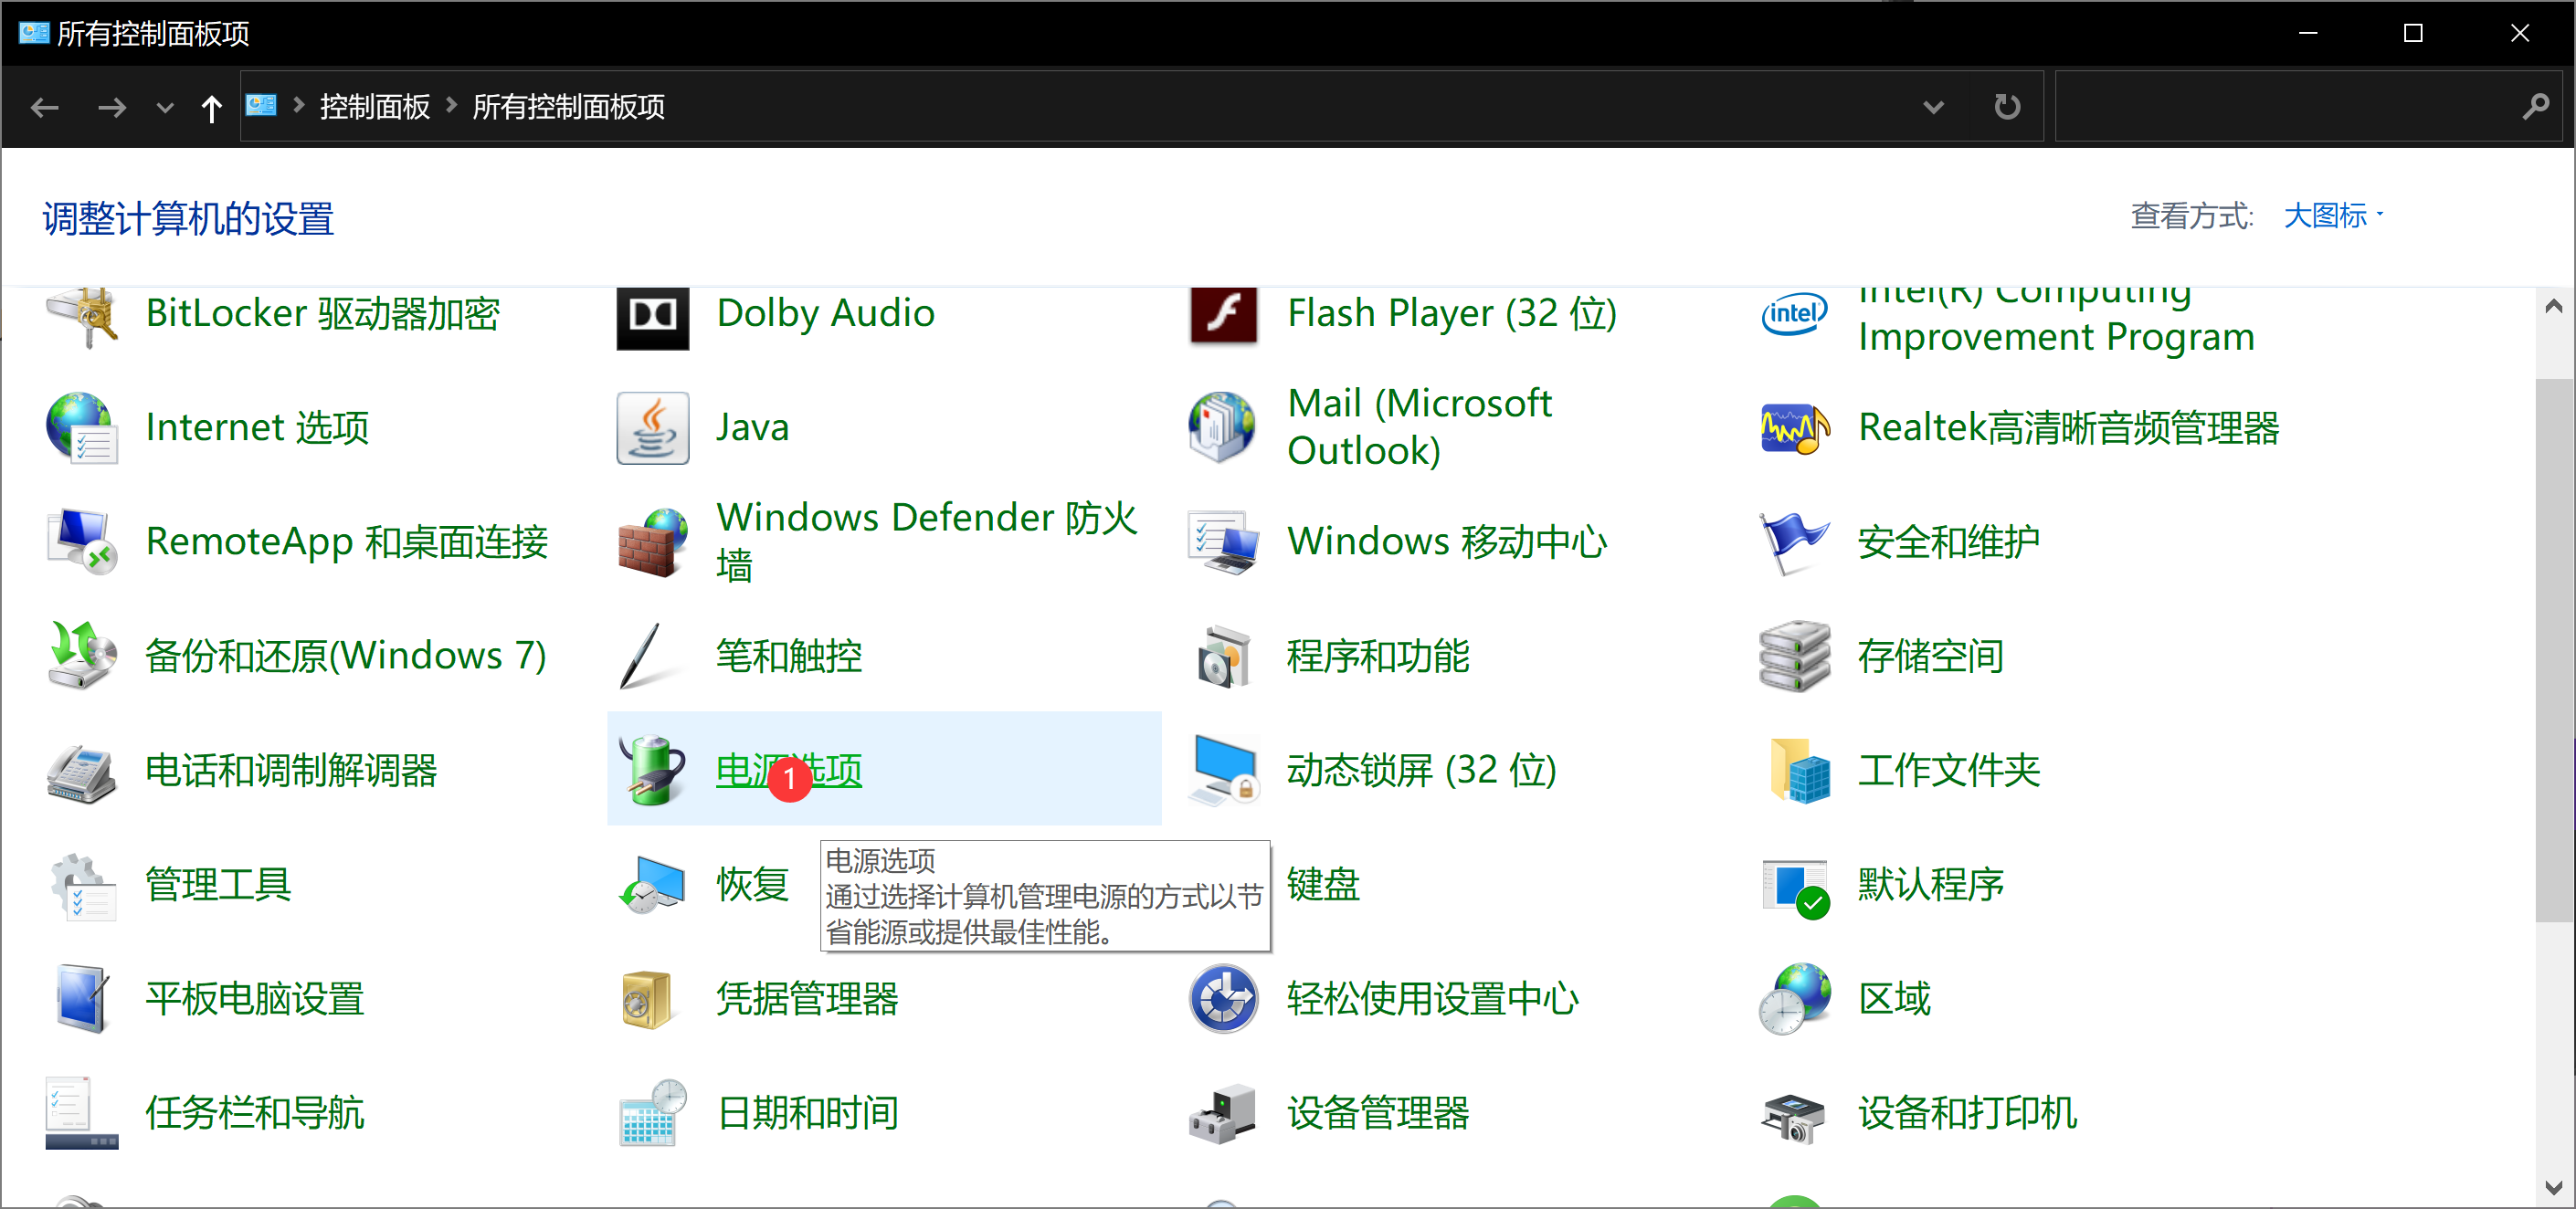 所有控制面板项
控制面板 所有控制面板项
调整计算机的设置
查看方式: 大图标
BitLocker 驱动器加密
Dolby Audio
Flash Player (32 位)
intel
Intel(R) Computing
Improvement Program
Internet 选项
Java
Mail (Microsoft
Outlook)
Realtek高清晰音频管理器
RemoteApp 和桌面连接
Windows Defender 防火
墙
Windows 移动中心
安全和维护
备份和还原(Windows 7)
笔和触控
程序和功能
存储空间
电话和调制解调器
电源选项
1
动态锁屏 (32 位)
工作文件夹
管理工具
恢复
电源选项
通过选择计算机管理电源的方式以节
省能源或提供最佳性能。
键盘
默认程序
平板电脑设置
凭据管理器
轻松使用设置中心
区域
任务栏和导航
日期和时间
设备管理器
设备和打印机